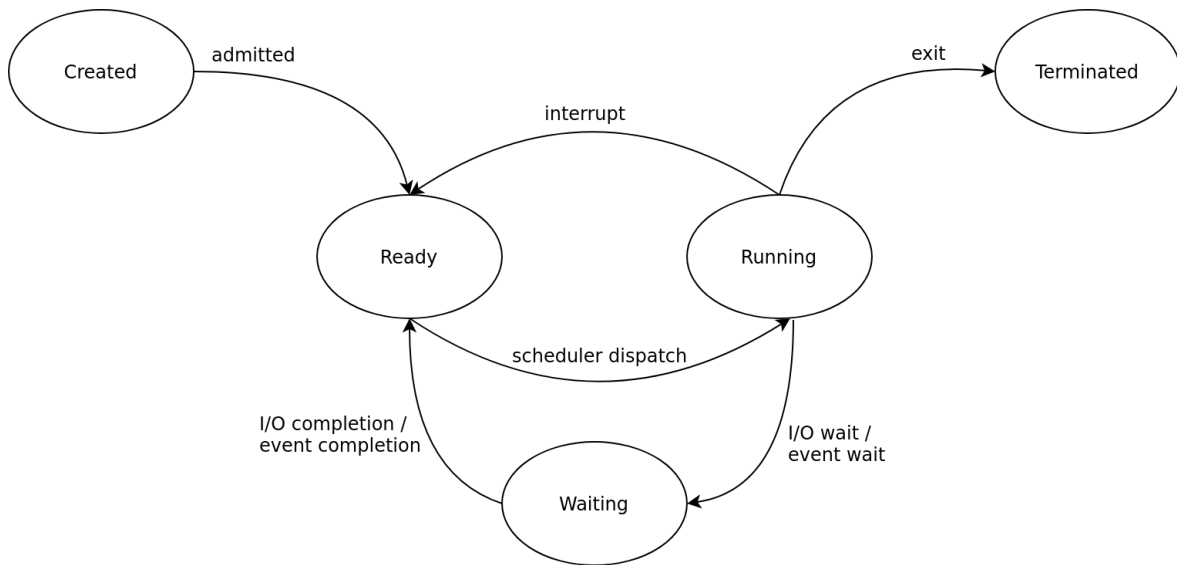 admitted
exit
Created
Terminated
interrupt
Ready
Running
scheduler dispatch
I/O completion /
event completion
I/O wait /
event wait
Waiting